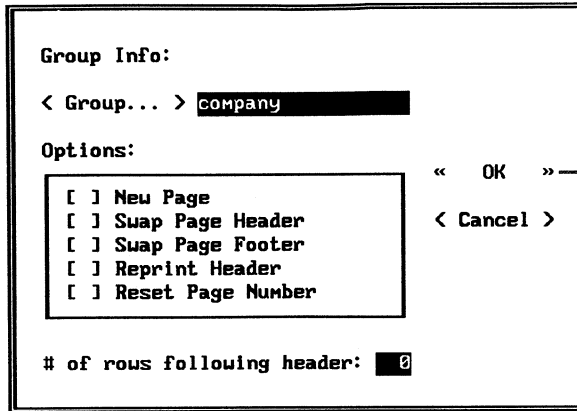 Group Info:
< Group... > company
Options:
[ ] New Page
[ ] Swap Page Header
[ ] Swap Page Footer
[ ] Reprint Header
[ ] Reset Page Number
« OK »
< Cancel >
# of rows following header: 0